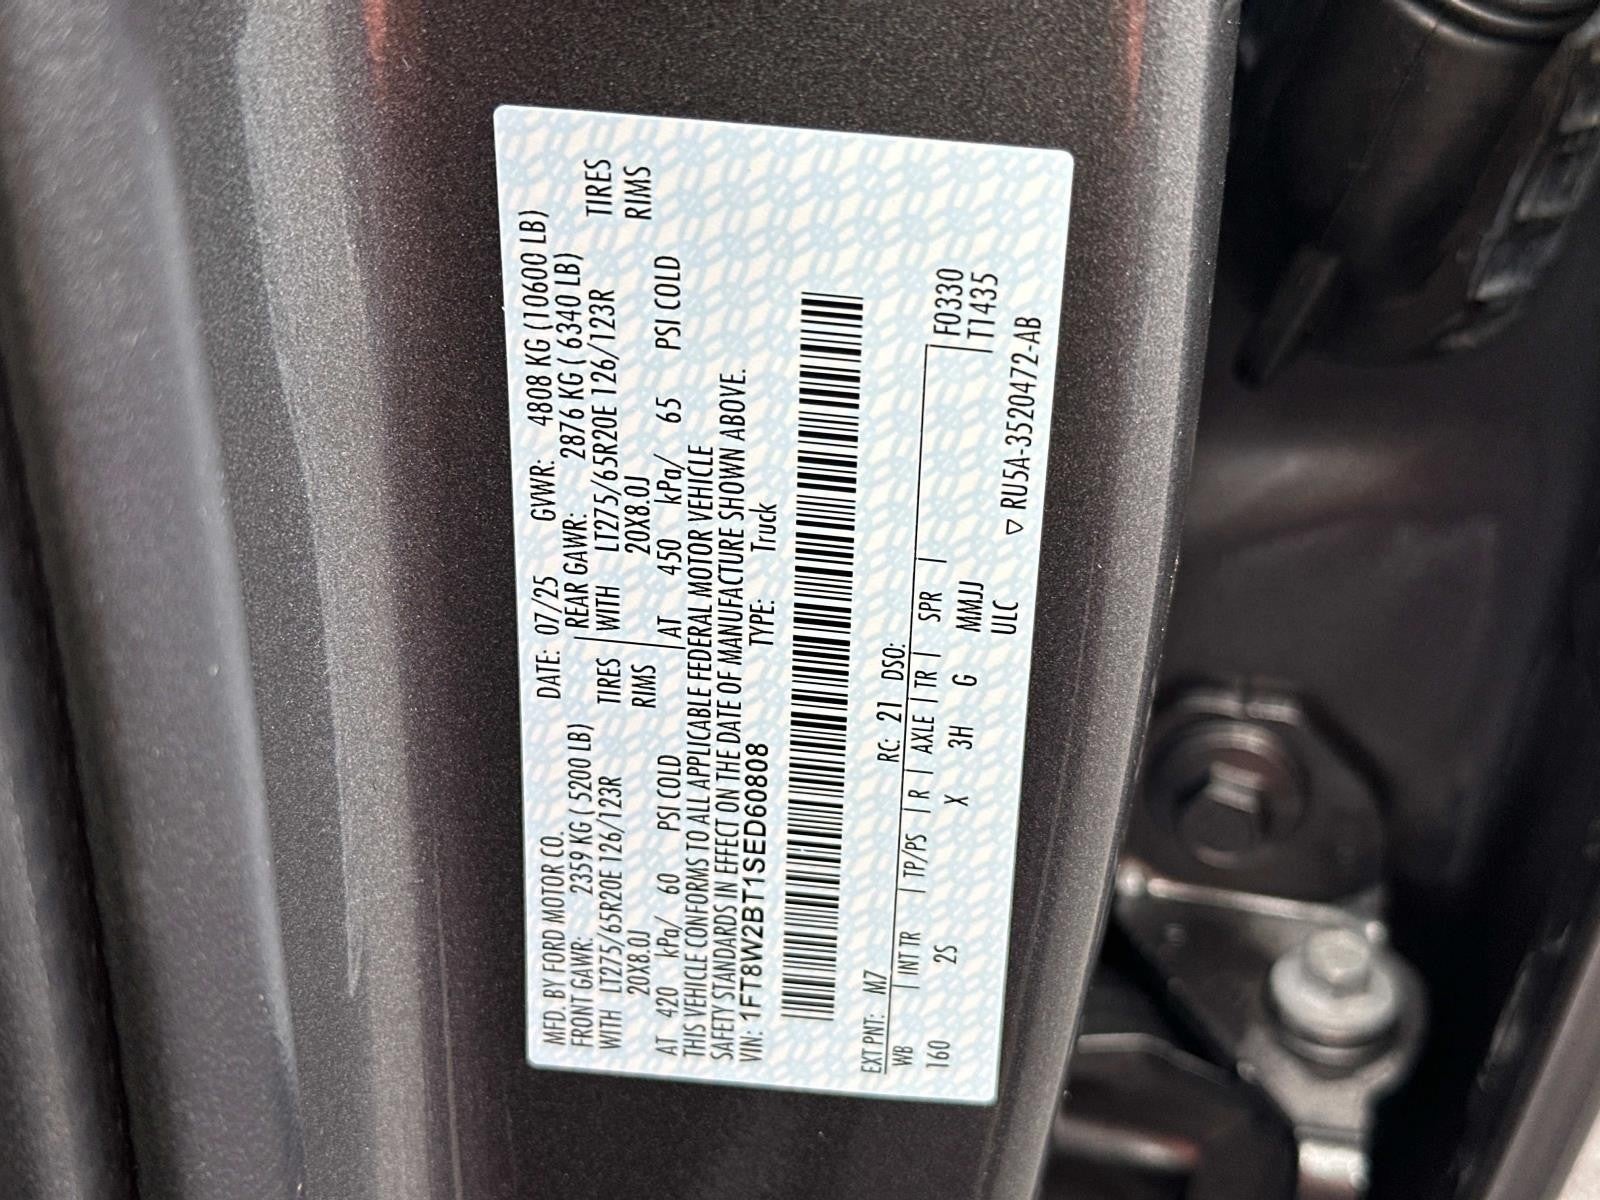 MFD. BY FORD MOTOR CO. DATE: 07/25 GVWR: 4808 KG (10600 LB)
FRONT GAWR: 2359 KG (5200 LB) REAR GAWR: 2876 KG (6340 LB)
WITH LT275/65R20E 126/123R TIRES WITH LT275/65R20E 126/123R TIRES
20X8.0J RIMS 20X8.0J RIMS
AT 420 kPa/ 60 PSI COLD AT 450 kPa/ 65 PSI COLD
THIS VEHICLE CONFORMS TO ALL APPLICABLE FEDERAL MOTOR VEHICLE
SAFETY STANDARDS IN EFFECT ON THE DATE OF MANUFACTURE SHOWN ABOVE.
VIN: 1FT8W2BT1SED60808 TYPE: Truck
EXT PNT: M7 RC: 21 DSO:
WB | INT TR | TP/PS | R | AXLE | TR | SPR | F0330
160 2S X 3H G MMJJ T1435
ULC ▽ RU5A-3520472-AB